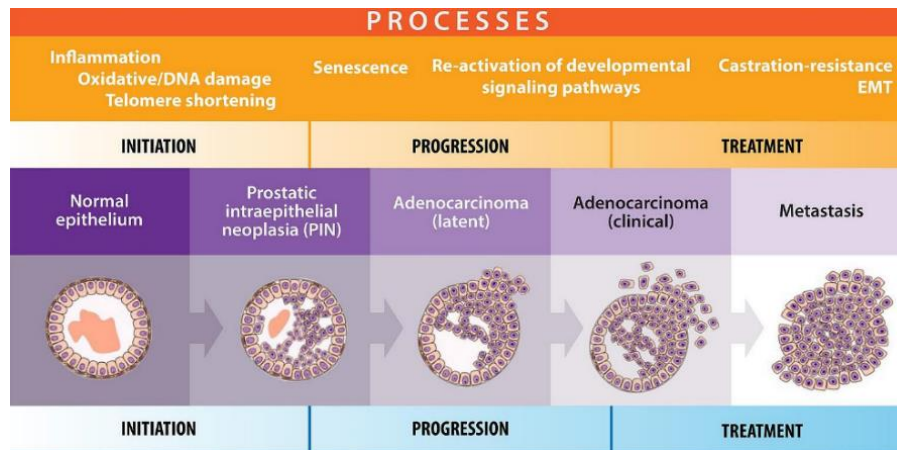 PROCESSES
Inflammation
Oxidative/DNA damage
Telomere shortening
Senescence
Re-activation of developmental
signaling pathways
Castration-resistance
EMT
INITIATION
PROGRESSION
TREATMENT
Normal
epithelium
Prostatic
intraepithelial
neoplasia (PIN)
Adenocarcinoma
(latent)
Adenocarcinoma
(clinical)
Metastasis
INITIATION
PROGRESSION
TREATMENT